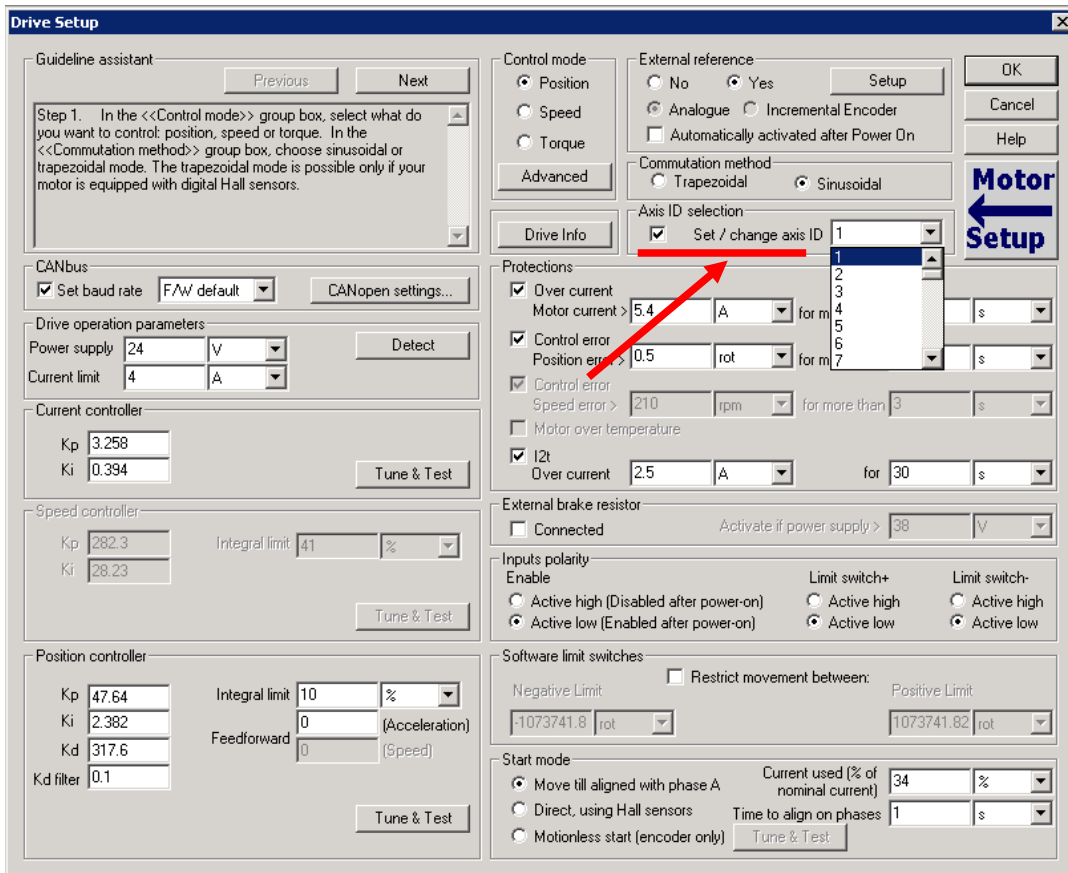 Drive Setup
Guideline assistant
Previous
Next
Step 1. In the <<Control mode>> group box, select what do
you want to control: position, speed or torque. In the
<<Commutation method>> group box, choose sinusoidal or
trapezoidal mode. The trapezoidal mode is possible only if your
motor is equipped with digital Hall sensors.
Control mode
Position
Speed
Torque
Advanced
External reference
No Yes Setup
Analogue Incremental Encoder
Automatically activated after Power On
OK
Cancel
Help
Commutation method
Trapezoidal Sinusoidal
Motor
Setup
Drive Info
Axis ID selection
Set / change axis ID 1
1
2
3
4
5
6
7
CANbus
Set baud rate F/W default CANopen settings...
Drive operation parameters
Power supply 24 V Detect
Current limit 4 A
Current controller
Kp 3.258
Ki 0.394
Tune & Test
Speed controller
Kp 282.3 Integral limit 41 %
Ki 28.23
Tune & Test
Position controller
Kp 47.64 Integral limit 10 %
Ki 2.382 Feedforward 0 (Acceleration)
Kd 317.6 0 (Speed)
Kd filter 0.1
Tune & Test
Protections
Over current
Motor current > 5.4 A for m s
Control error
Position error > 0.5 rot for m s
Control error
Speed error > 210 rpm for more than 3 s
Motor over temperature
I2t
Over current 2.5 A for 30 s
External brake resistor
Connected Activate if power supply > 38 V
Inputs polarity
Enable Limit switch+ Limit switch-
Active high (Disabled after power-on) Active high Active high
Active low (Enabled after power-on) Active low Active low
Software limit switches
Restrict movement between:
Negative Limit Positive Limit
-1073741.8 rot 1073741.82 rot
Start mode
Move till aligned with phase A Current used (% of
nominal current) 34 %
Direct, using Hall sensors Time to align on phases 1 s
Motionless start (encoder only) Tune & Test